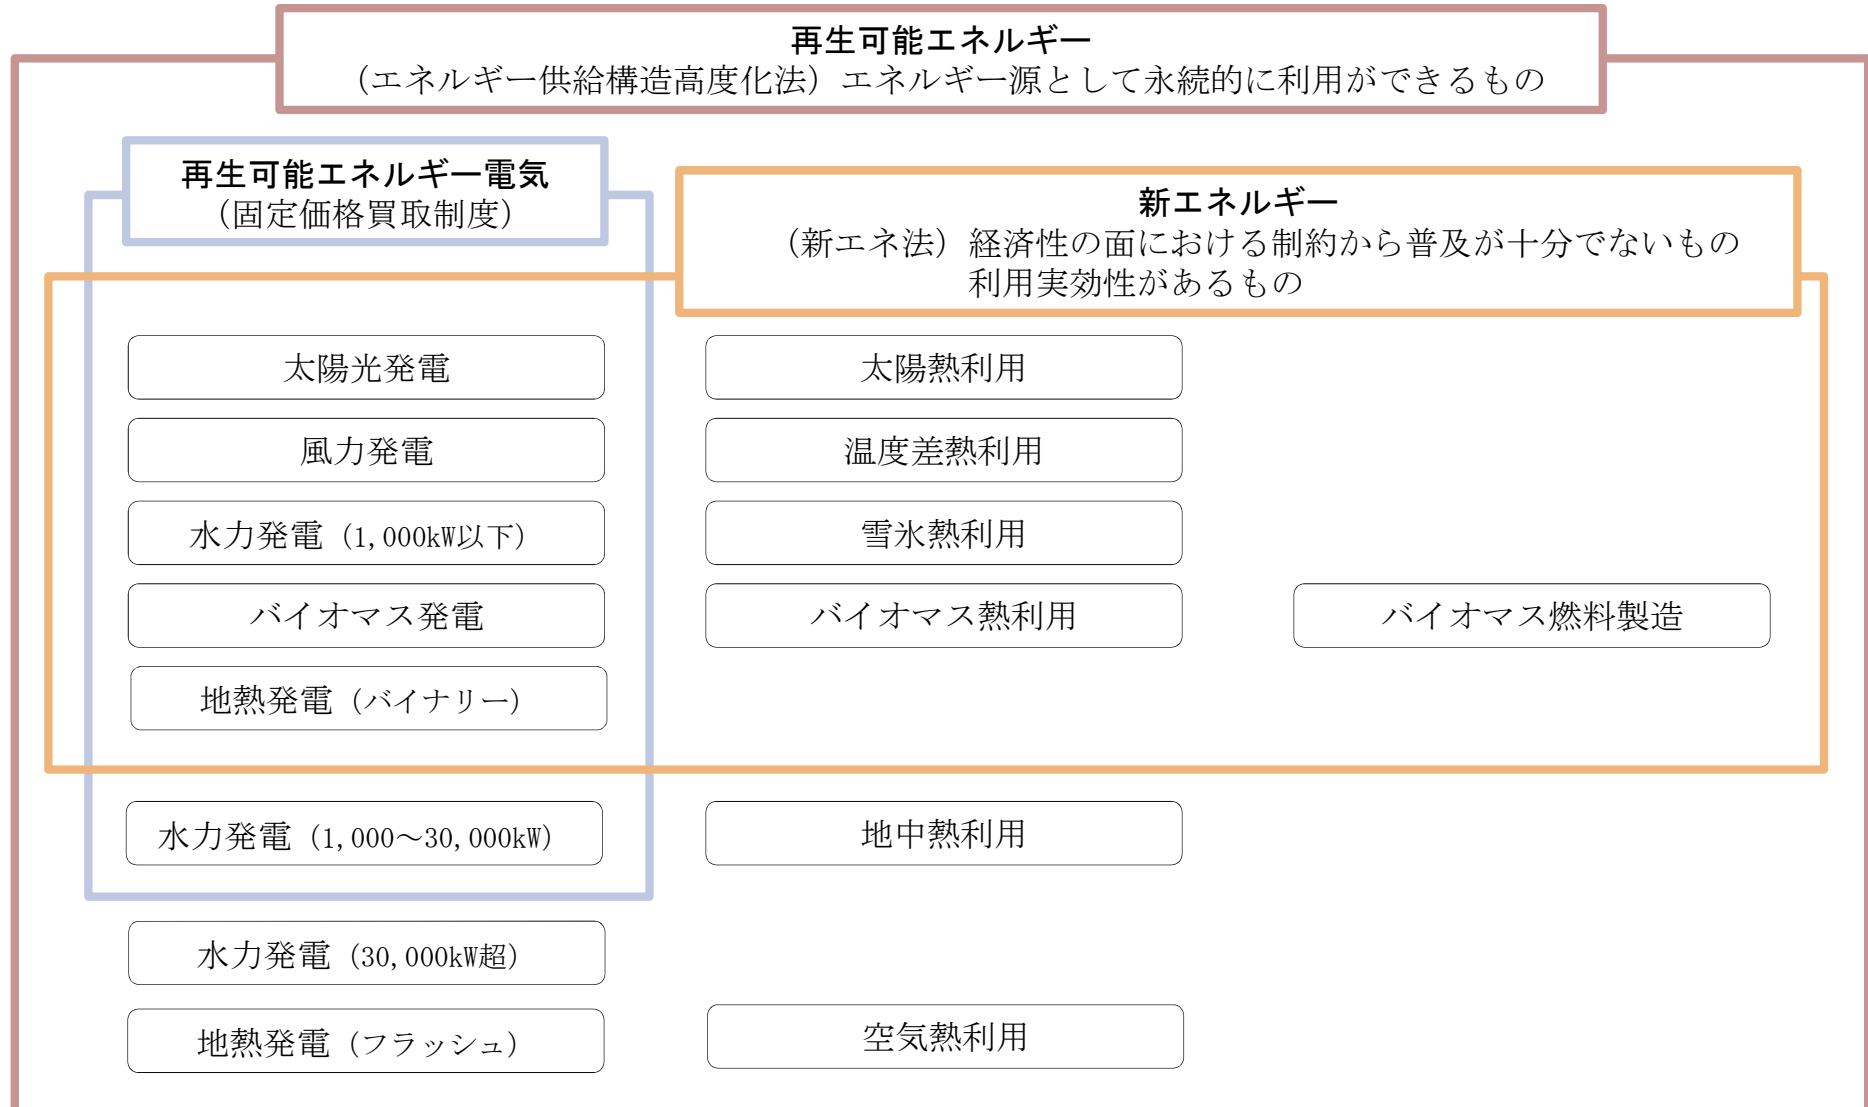 再生可能エネルギー
（エネルギー供給構造高度化法）エネルギー源として永続的に利用ができるもの
再生可能エネルギー電気
（固定価格買取制度）
新エネルギー
（新エネ法）経済性の面における制約から普及が十分でないもの
利用実効性があるもの
太陽光発電
太陽熱利用
風力発電
温度差熱利用
水力発電（1,000kW以下）
雪氷熱利用
バイオマス発電
バイオマス熱利用
バイオマス燃料製造
地熱発電（バイナリー）
水力発電（1,000～30,000kW）
地中熱利用
水力発電（30,000kW超）
地熱発電（フラッシュ）
空気熱利用